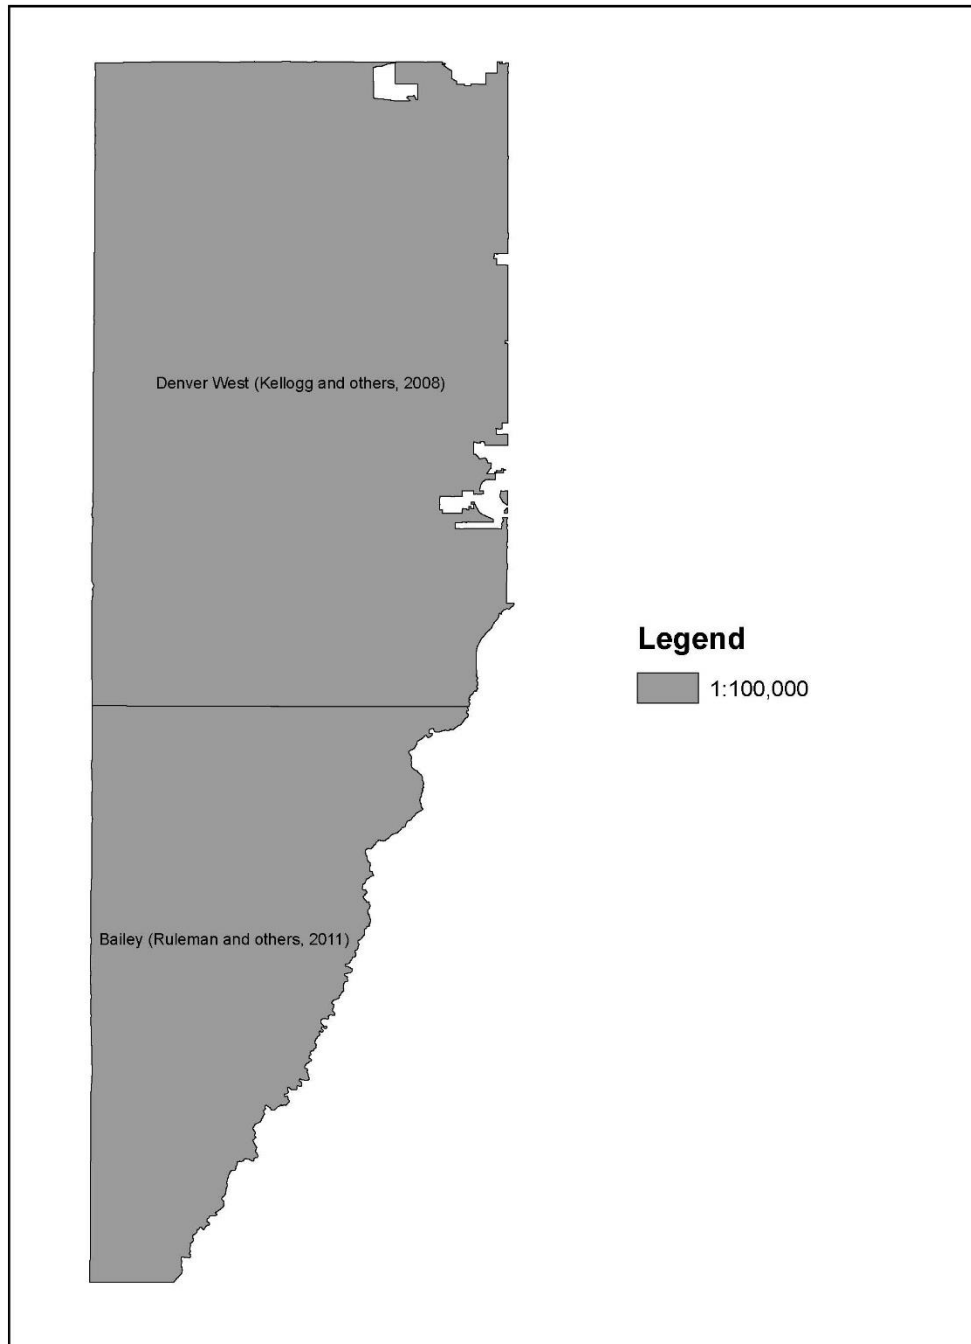 Denver West (Kellogg and others, 2008)
Legend
1:100,000
Bailey (Ruleman and others, 2011)